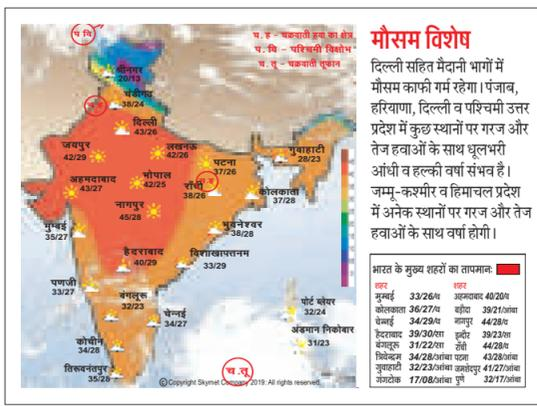 प वि
च. ह - चक्रवाती हवा का क्षेत्र
प. वि - पश्चिमी विक्षोभ
च. तू - चक्रवाती तूफान
श्रीनगर
20/13
चंडीगढ़
38/24
च ह
दिल्ली
43/26
जयपुर
42/29
लखनऊ
42/26
पटना
37/26
गुवाहाटी
28/23
अहमदाबाद
43/27
भोपाल
42/25
राँची
38/26
च ह
कोलकाता
37/28
नागपुर
45/28
मुम्बई
35/27
भुवनेश्वर
38/28
हैदराबाद
40/29
विशाखापत्तनम
33/29
पणजी
33/27
बंगलूरू
32/23
चेन्नई
34/27
पोर्ट ब्लेयर
32/24
अंडमान निकोबार
31/23
कोचीन
34/28
तिरूवनंतपुर
35/28
च.तू
©Copyright Skymet Company 2019: All rights reserved.
मौसम विशेष
दिल्ली सहित मैदानी भागों में
मौसम काफी गर्म रहेगा। पंजाब,
हरियाणा, दिल्ली व पश्चिमी उत्तर
प्रदेश में कुछ स्थानों पर गरज और
तेज हवाओं के साथ धूलभरी
आंधी व हल्की वर्षा संभव है।
जम्मू-कश्मीर व हिमाचल प्रदेश
में अनेक स्थानों पर गरज और तेज
हवाओं के साथ वर्षा होगी।
भारत के मुख्य शहरों का तापमान:
शहर शहर
मुम्बई 33/26/व अहमदाबाद 40/20/व
कोलकाता 36/27/व बड़ौदा 39/21/आंबा
चेन्नई 34/29/व नागपुर 44/28/व
हैदराबाद 39/30/सा इन्दौर 39/23/सा
बंगलूरू 31/22/सा राँची 44/28/व
त्रिवेन्द्रम 34/28/आंबा पटना 43/28/आंबा
गुवाहाटी 32/23/आंबा जमशेदपुर 41/27/आंबा
गंगटोक 17/08/आंबा पुणे 32/17/आंबा